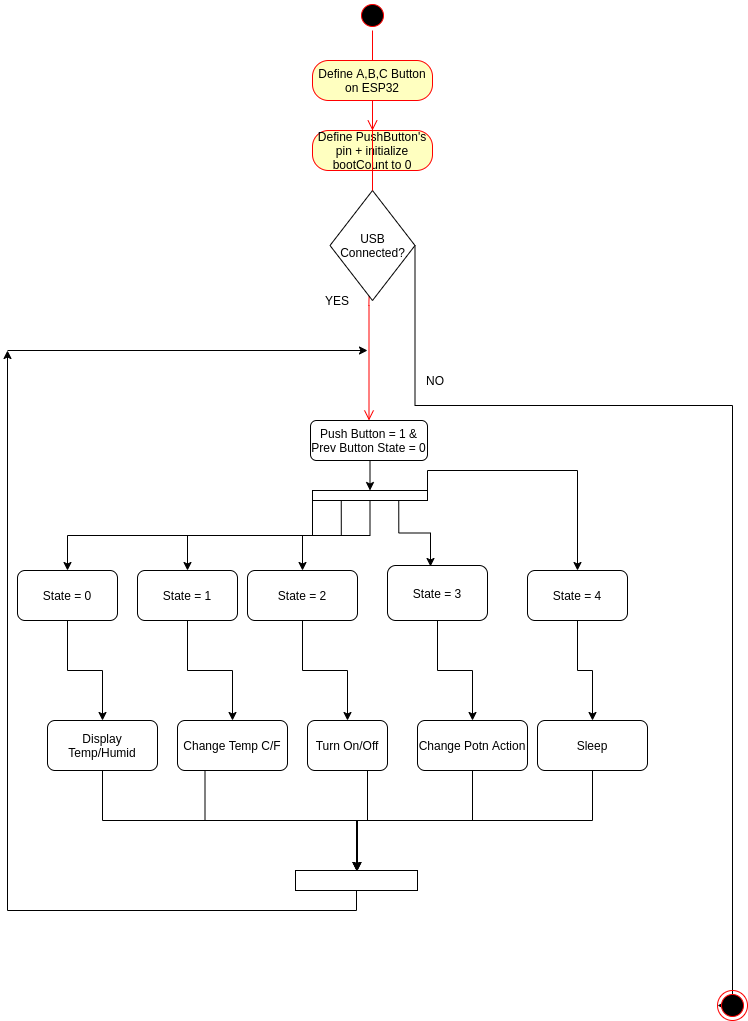 Define A,B,C Button
on ESP32
Define PushButton's
pin + initialize
bootCount to 0
USB
Connected?
YES
NO
Push Button = 1 &
Prev Button State = 0
State = 0
State = 1
State = 2
State = 3
State = 4
Display
Temp/Humid
Change Temp C/F
Turn On/Off
Change Potn Action
Sleep